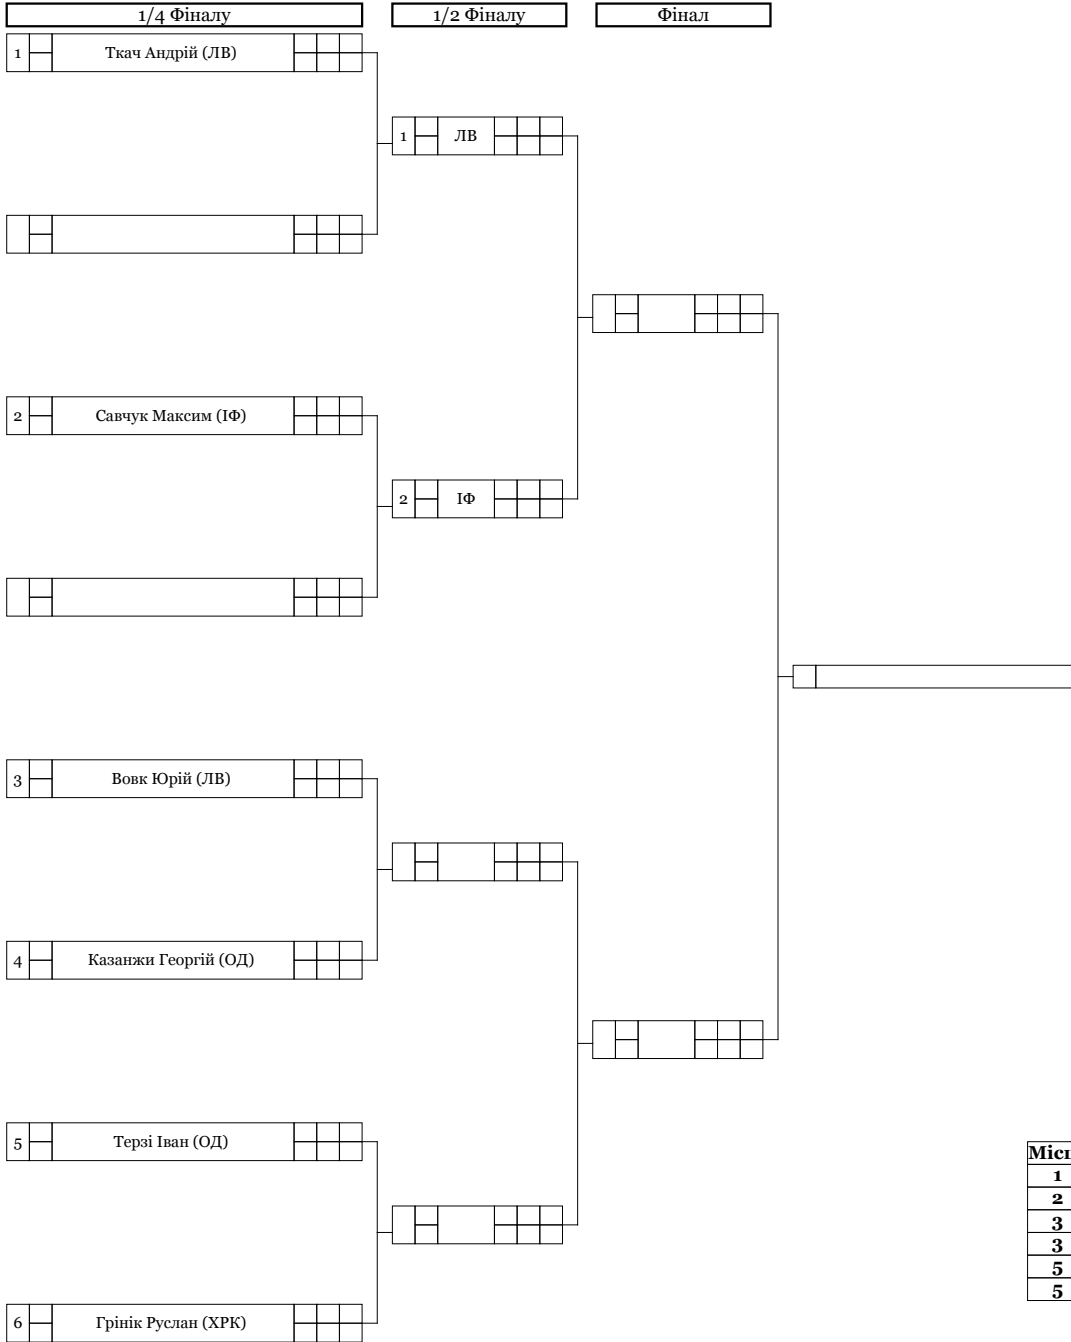 1/4 Фіналу 1/2 Фіналу Фінал
1 Ткач Андрій (ЛВ)
1 ЛВ
2 Савчук Максим (ІФ)
2 ІФ
3 Вовк Юрій (ЛВ)
4 Казанжи Георгій (ОД)
5 Терзі Іван (ОД)
1
2
3
3
5
5
6 Грінік Руслан (ХРК)